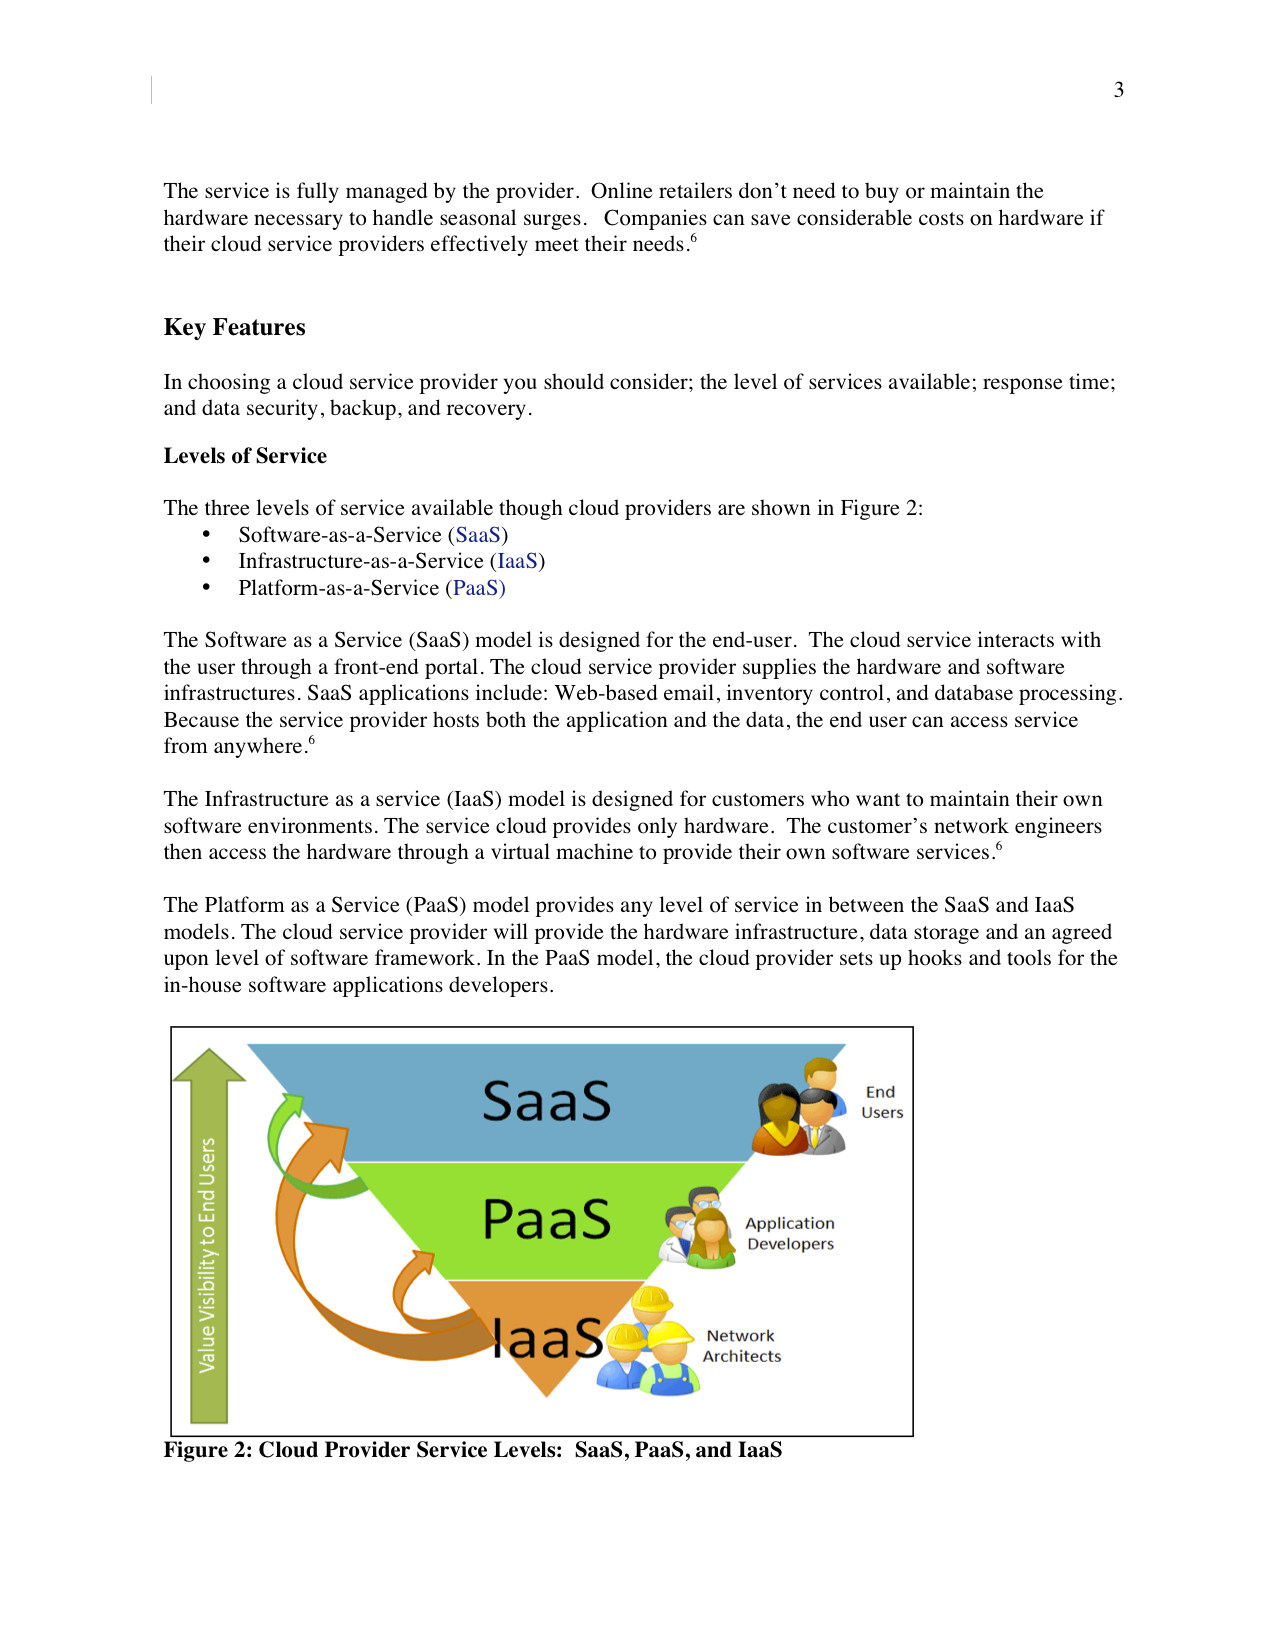 3
The service is fully managed by the provider.  Online retailers don’t need to buy or maintain the
hardware necessary to handle seasonal surges.   Companies can save considerable costs on hardware if
their cloud service providers effectively meet their needs.6
Key Features
In choosing a cloud service provider you should consider; the level of services available; response time;
and data security, backup, and recovery.
Levels of Service
The three levels of service available though cloud providers are shown in Figure 2:
• Software-as-a-Service (SaaS)
• Infrastructure-as-a-Service (IaaS)
• Platform-as-a-Service (PaaS)
The Software as a Service (SaaS) model is designed for the end-user.  The cloud service interacts with
the user through a front-end portal. The cloud service provider supplies the hardware and software
infrastructures. SaaS applications include: Web-based email, inventory control, and database processing.
Because the service provider hosts both the application and the data, the end user can access service
from anywhere.6
The Infrastructure as a service (IaaS) model is designed for customers who want to maintain their own
software environments. The service cloud provides only hardware.  The customer’s network engineers
then access the hardware through a virtual machine to provide their own software services.6
The Platform as a Service (PaaS) model provides any level of service in between the SaaS and IaaS
models. The cloud service provider will provide the hardware infrastructure, data storage and an agreed
upon level of software framework. In the PaaS model, the cloud provider sets up hooks and tools for the
in-house software applications developers.
Value Visibility to End Users
SaaS
End
Users
PaaS
Application
Developers
IaaS
Network
Architects
Figure 2: Cloud Provider Service Levels:  SaaS, PaaS, and IaaS